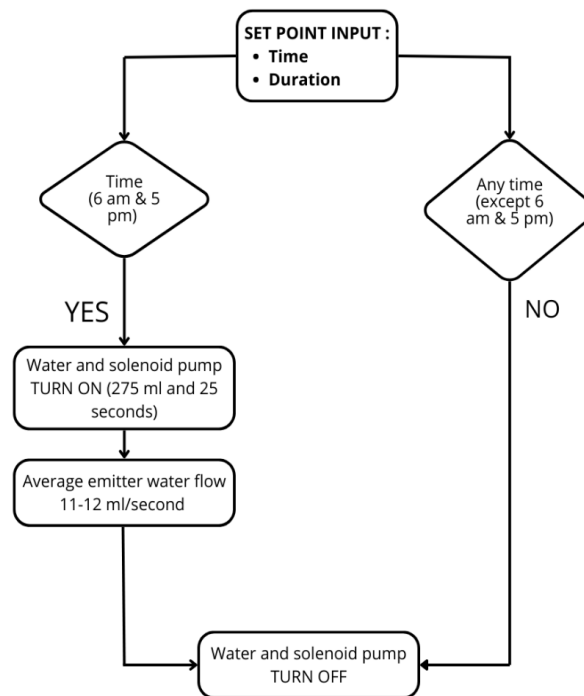 SET POINT INPUT :
• Time
• Duration
Time
(6 am & 5
pm)
Any time
(except 6
am & 5 pm)
YES
NO
Water and solenoid pump
TURN ON (275 ml and 25
seconds)
Average emitter water flow
11-12 ml/second
Water and solenoid pump
TURN OFF